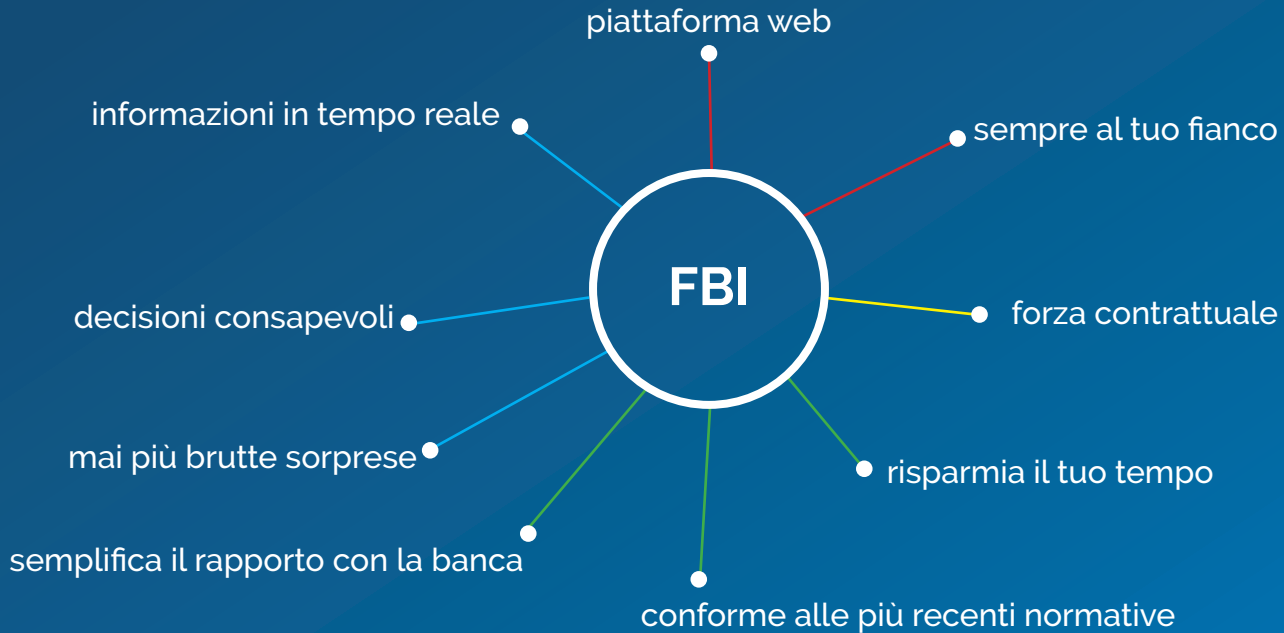 piattaforma web
informazioni in tempo reale
sempre al tuo fianco
FBI
decisioni consapevoli
forza contrattuale
mai più brutte sorprese
risparmia il tuo tempo
semplifica il rapporto con la banca
conforme alle più recenti normative